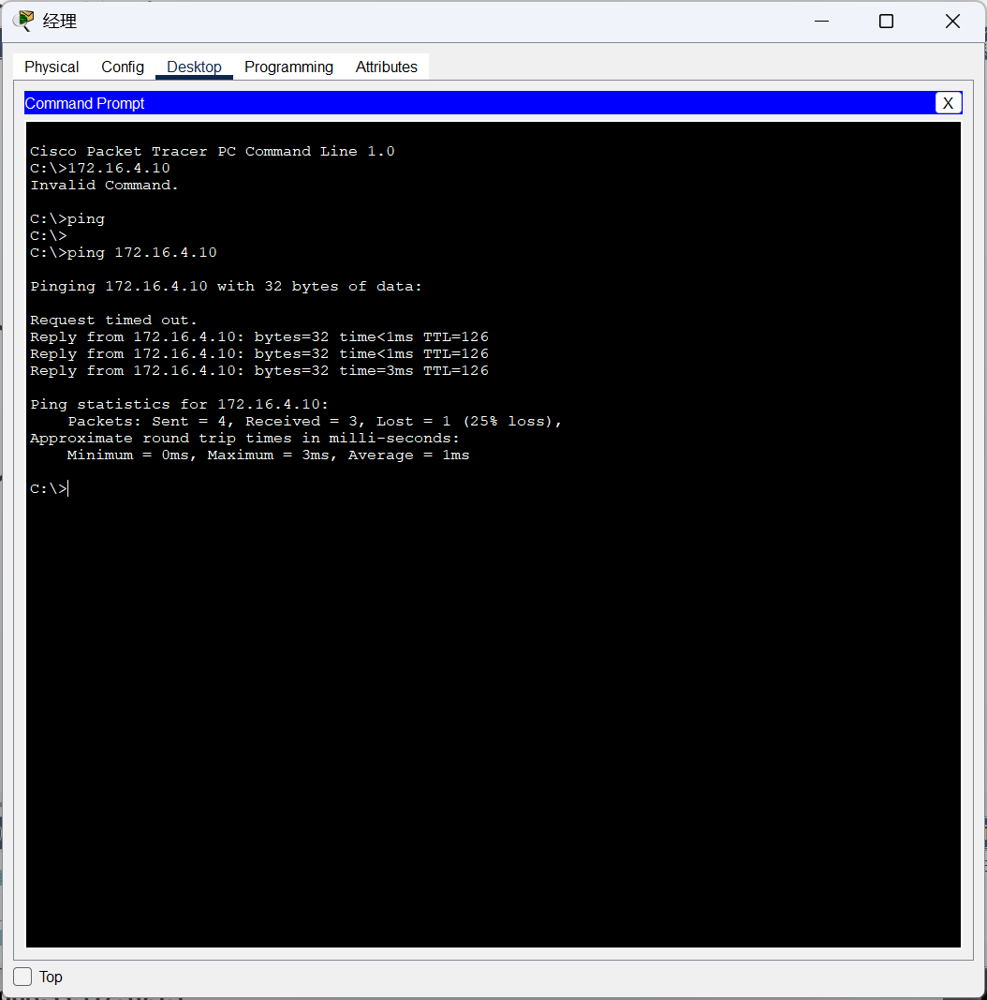 经理
Physical Config Desktop Programming Attributes
Command Prompt X
Cisco Packet Tracer PC Command Line 1.0
C:\>172.16.4.10
Invalid Command.
C:\>ping
C:\>
C:\>ping 172.16.4.10
Pinging 172.16.4.10 with 32 bytes of data:
Request timed out.
Reply from 172.16.4.10: bytes=32 time<1ms TTL=126
Reply from 172.16.4.10: bytes=32 time<1ms TTL=126
Reply from 172.16.4.10: bytes=32 time=3ms TTL=126
Ping statistics for 172.16.4.10:
Packets: Sent = 4, Received = 3, Lost = 1 (25% loss),
Approximate round trip times in milli-seconds:
Minimum = 0ms, Maximum = 3ms, Average = 1ms
C:\>
Top